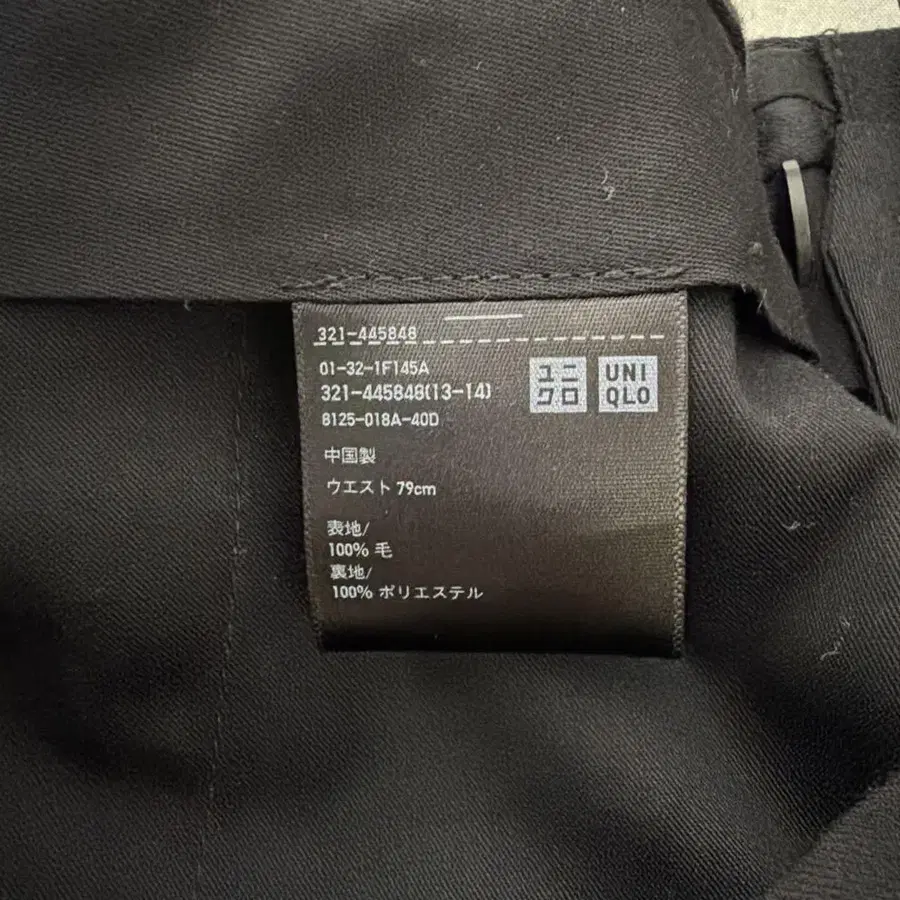 321-445848
01-32-1F145A
321-445848(13-14)
8125-018A-40D
ユニ
クロ
UNI
QLO
中国製
ウエスト 79cm
表地/
100% 毛
裏地/
100% ポリエステル